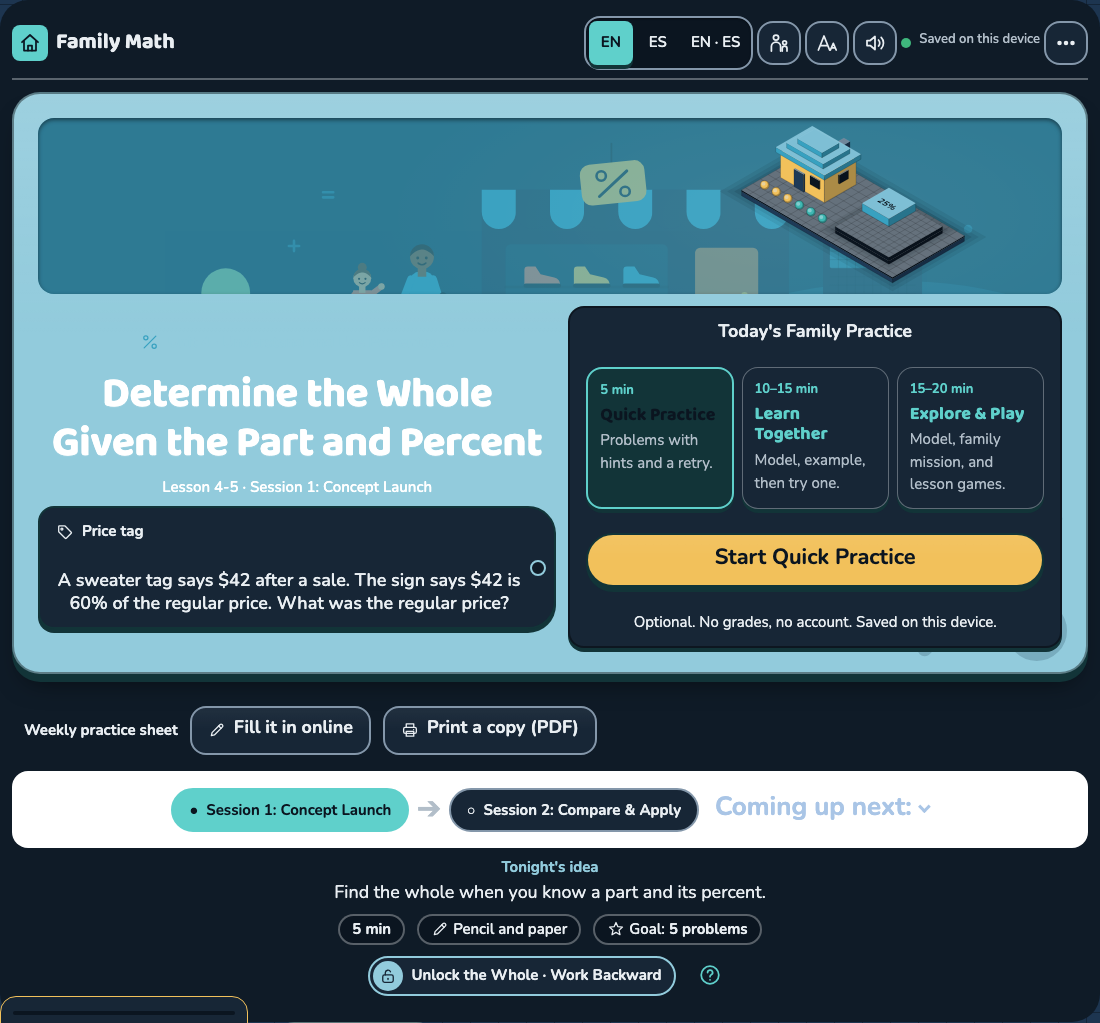 Family Math
EN
ES
EN · ES
Saved on this device
=
+
%
25%
%
Determine the Whole
Given the Part and Percent
Lesson 4-5 · Session 1: Concept Launch
Price tag
A sweater tag says $42 after a sale. The sign says $42 is
60% of the regular price. What was the regular price?
Today's Family Practice
5 min
Quick Practice
Problems with
hints and a retry.
10–15 min
Learn
Together
Model, example,
then try one.
15–20 min
Explore & Play
Model, family
mission, and
lesson games.
Start Quick Practice
Optional. No grades, no account. Saved on this device.
Weekly practice sheet
Fill it in online
Print a copy (PDF)
Session 1: Concept Launch
Session 2: Compare & Apply
Coming up next:
Tonight's idea
Find the whole when you know a part and its percent.
5 min
Pencil and paper
Goal: 5 problems
Unlock the Whole · Work Backward
?